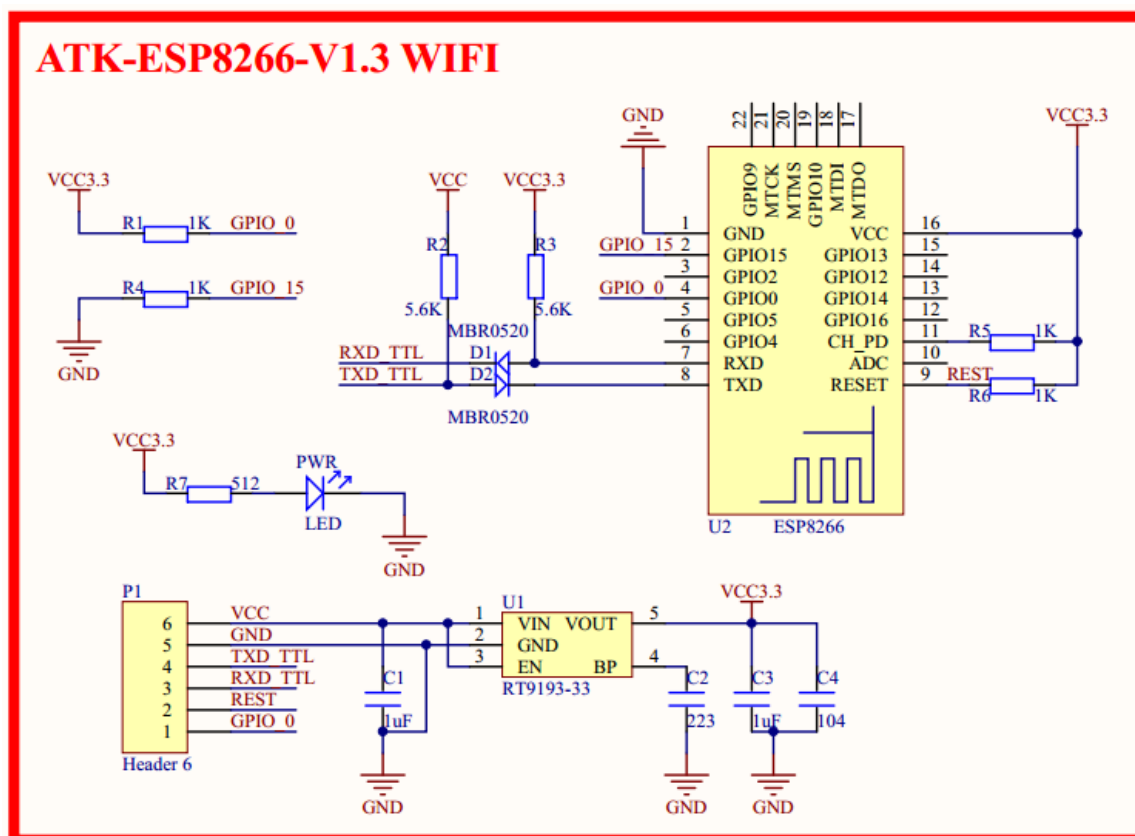 ATK-ESP8266-V1.3 WIFI
VCC3.3
R1 1K GPIO_0
R4 1K GPIO_15
GND
VCC VCC3.3
R2 R3
5.6K 5.6K
MBR0520
RXD_TTL D1
TXD_TTL D2
MBR0520
GND
VCC3.3
22 21 20 19 18 17
GPIO9 MTCK MTMS GPIO10 MTDI MTDO
1 GND VCC 16
GPIO_15 2 GPIO15 GPIO13 15
3 GPIO2 GPIO12 14
GPIO_0 4 GPIO0 GPIO14 13
5 GPIO5 GPIO16 12
6 GPIO4 CH_PD 11 R5 1K
7 RXD ADC 10
8 TXD RESET 9 REST
R6 1K
U2 ESP8266
VCC3.3
PWR
R7 512
LED
GND
P1
6 VCC
5 GND
4 TXD_TTL
3 RXD_TTL
2 REST
1 GPIO_0
Header 6
C1
1uF
GND
U1
1 VIN VOUT 5
2 GND
3 EN BP 4
RT9193-33
VCC3.3
C2 C3 C4
223 1uF 104
GND GND